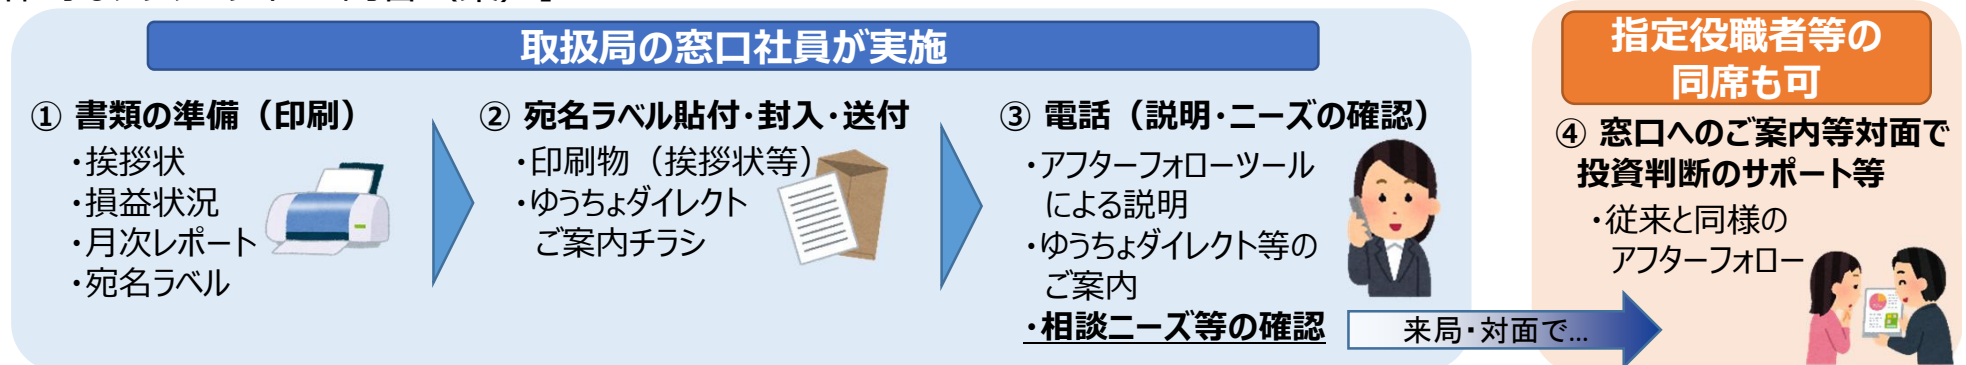 取扱局の窓口社員が実施
① 書類の準備（印刷）
・挨拶状
・損益状況
・月次レポート
・宛名ラベル
② 宛名ラベル貼付・封入・送付
・印刷物（挨拶状等）
・ゆうちょダイレクト
ご案内チラシ
③ 電話（説明・ニーズの確認）
・アフターフォローツール
による説明
・ゆうちょダイレクト等の
ご案内
・相談ニーズ等の確認
来局・対面で…
指定役職者等の
同席も可
④ 窓口へのご案内等対面で
投資判断のサポート等
・従来と同様の
アフターフォロー